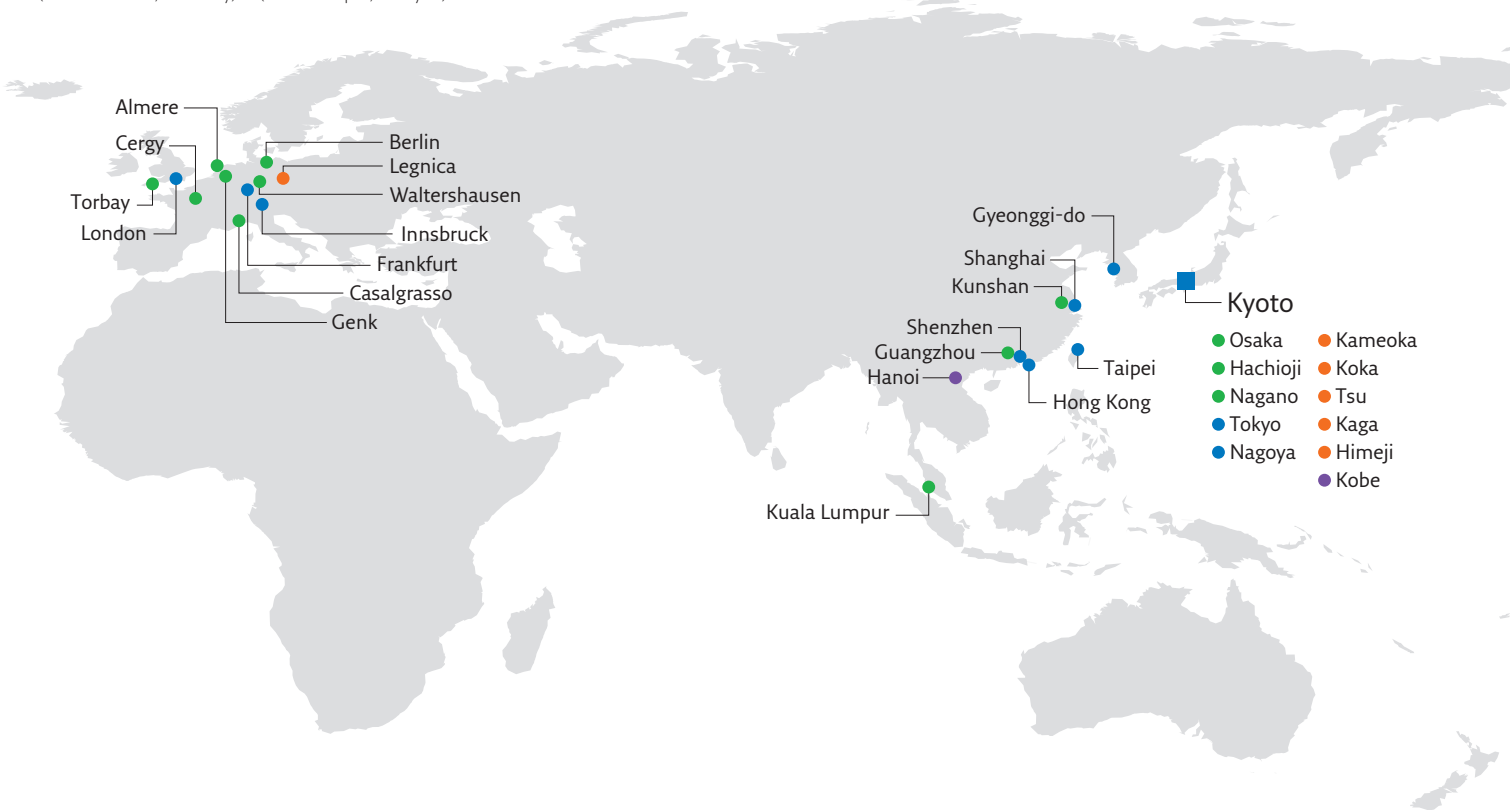 Almere
Cergy
Torbay
London
Berlin
Legnica
Waltershausen
Innsbruck
Frankfurt
Casalgrasso
Genk
Gyeonggi-do
Shanghai
Kunshan
Shenzhen
Guangzhou
Hanoi
Taipei
Hong Kong
Kuala Lumpur
Kyoto
Osaka
Hachioji
Nagano
Tokyo
Nagoya
Kameoka
Koka
Tsu
Kaga
Himeji
Kobe